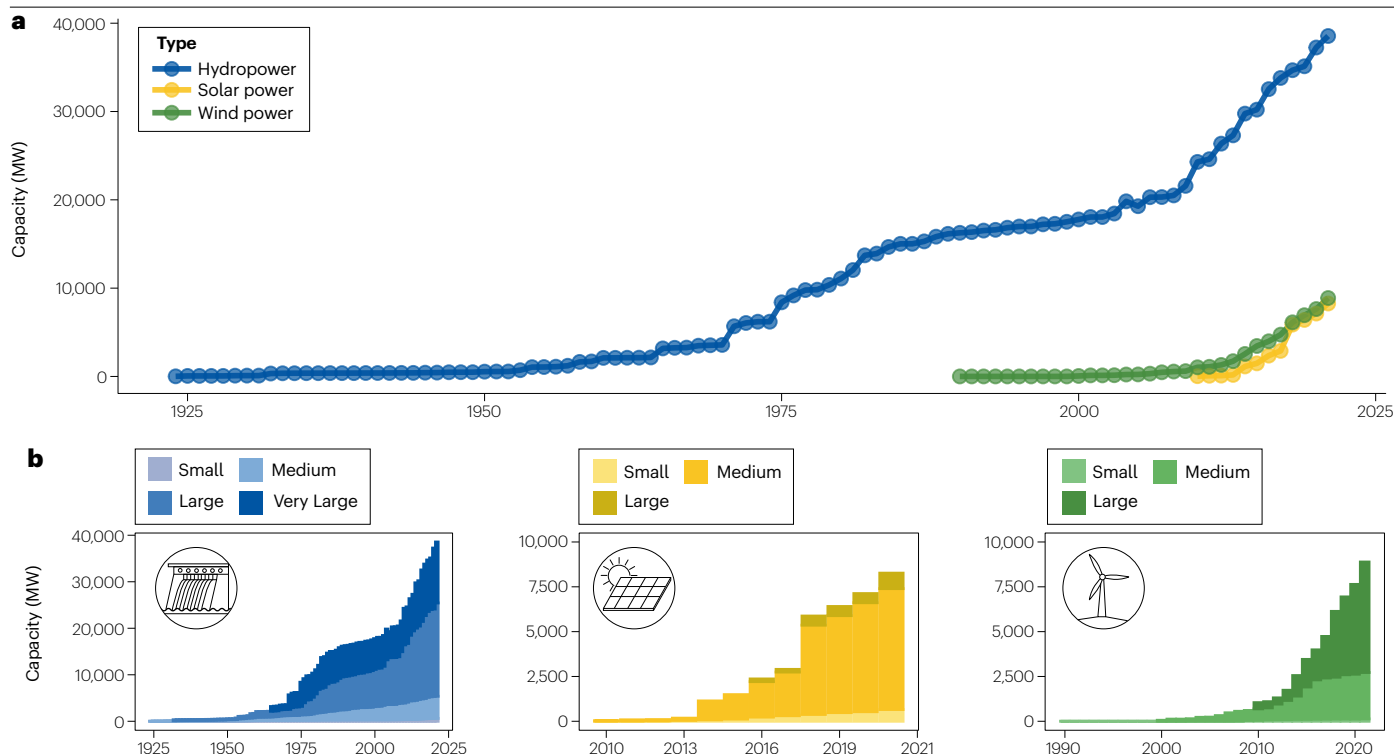 a
Type
Hydropower
Solar power
Wind power
Capacity (MW)
40,000
30,000
20,000
10,000
0
1925 1950 1975 2000 2025
b
Small Medium
Large Very Large
Capacity (MW)
40,000
30,000
20,000
10,000
0
1925 1950 1975 2000 2025
Small Medium
Large
10,000
7,500
5,000
2,500
0
2010 2013 2016 2019 2021
Small Medium
Large
10,000
7,500
5,000
2,500
0
1990 2000 2010 2020